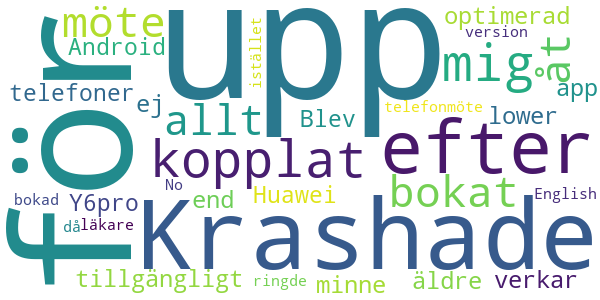 för
upp
Krashade
efter
mig
kopplat
allt
bokat
möte
åt
optimerad
version
Android
istället
telefoner
ej
Blev
telefonmöte
lower
app
bokad
Y6pro
No
end
Huawei
English
då
läkare
tillgängligt
ringde
minne
äldre
verkar